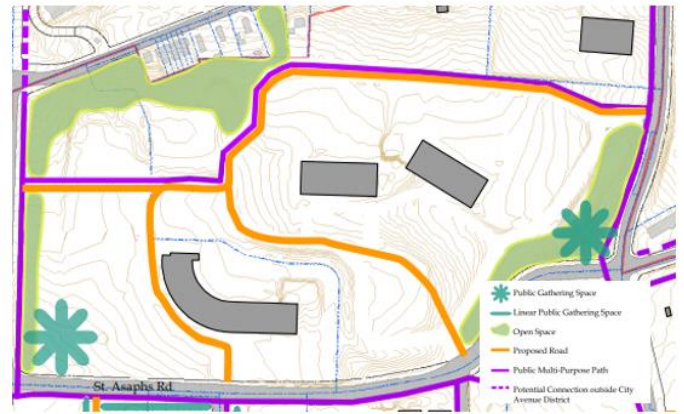 Public Gathering Space
Linear Public Gathering Space
Open Space
Proposed Road
Public Multi-Purpose Path
Potential Connection outside City
Avenue District
St. Asaphs Rd